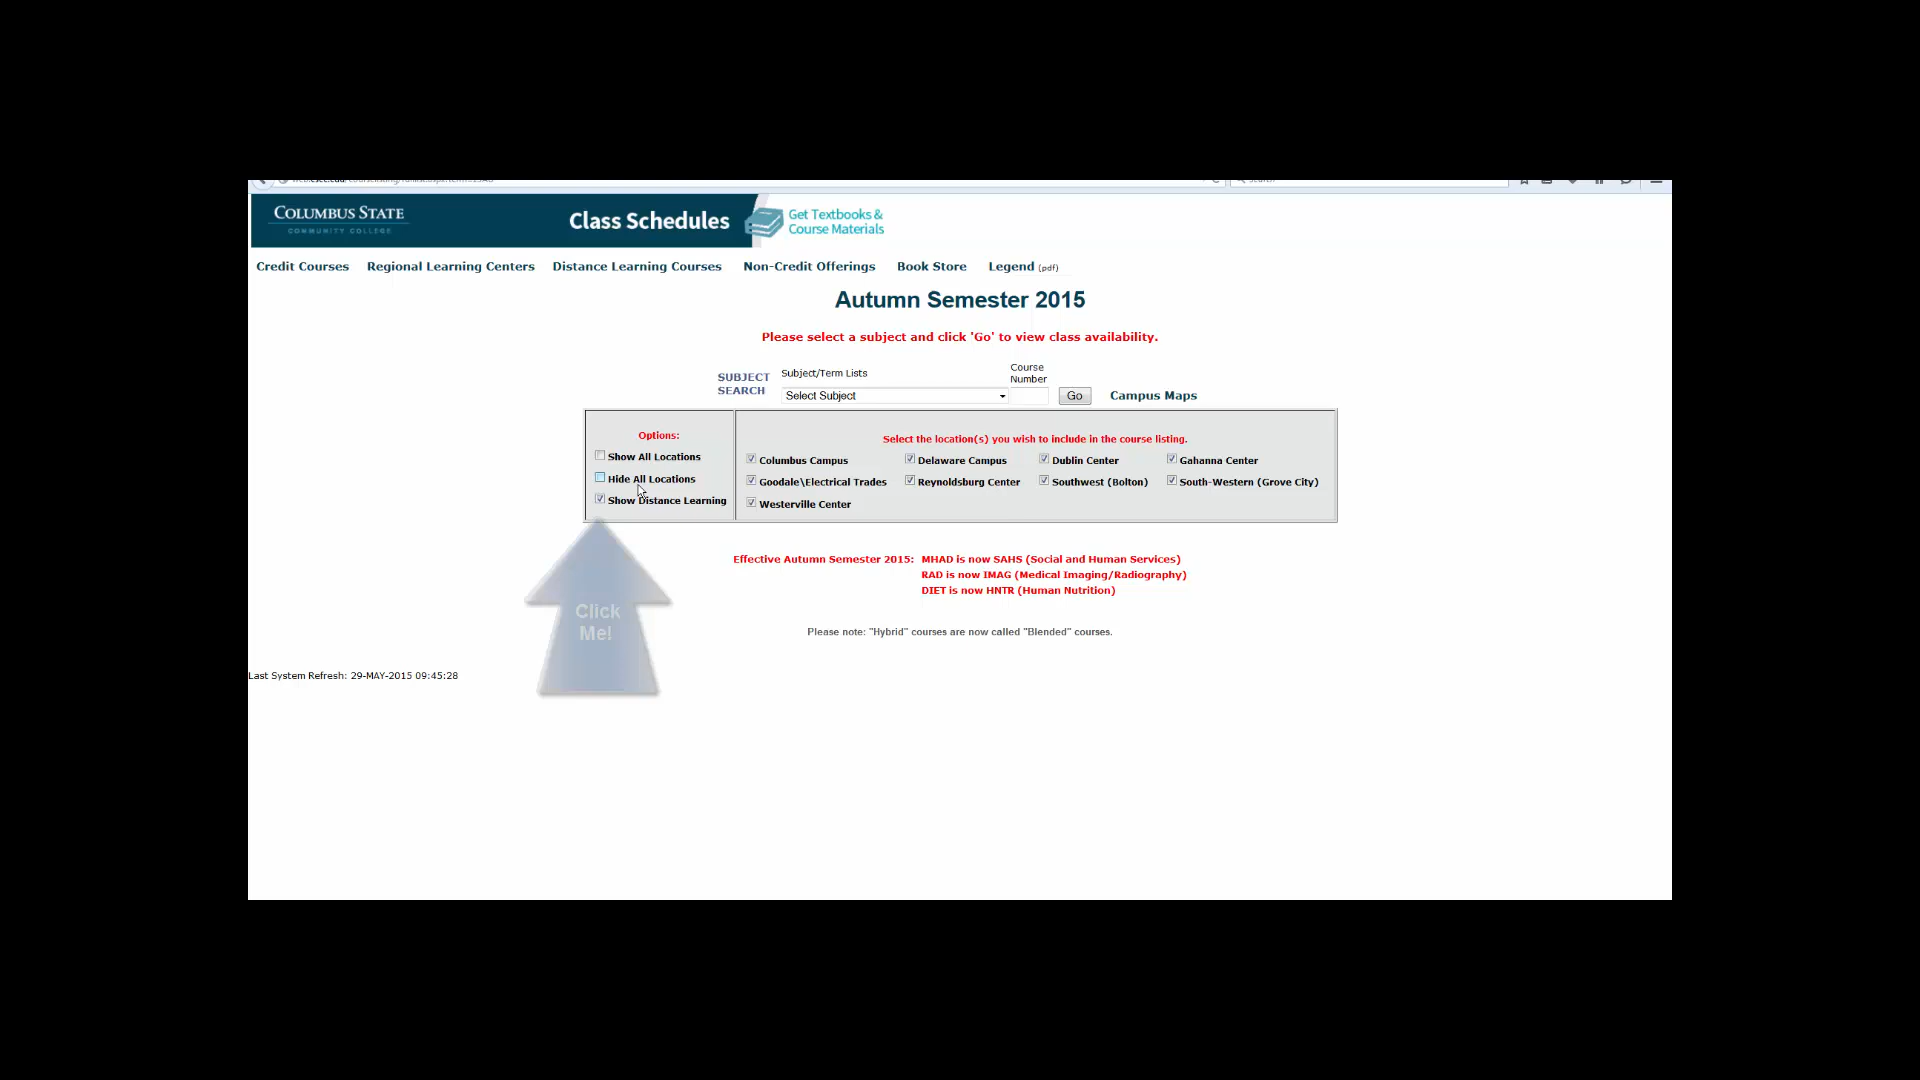 COLUMBUS STATE
COMMUNITY COLLEGE
Class Schedules
Get Textbooks &
Course Materials
Credit Courses Regional Learning Centers Distance Learning Courses Non-Credit Offerings Book Store Legend (pdf)
Autumn Semester 2015
Please select a subject and click 'Go' to view class availability.
SUBJECT
SEARCH
Subject/Term Lists
Select Subject
Course
Number
Go
Campus Maps
Options:
Show All Locations
Hide All Locations
Show Distance Learning
Select the location(s) you wish to include in the course listing.
Columbus Campus Delaware Campus Dublin Center Gahanna Center
Goodale\Electrical Trades Reynoldsburg Center Southwest (Bolton) South-Western (Grove City)
Westerville Center
Effective Autumn Semester 2015: MHAD is now SAHS (Social and Human Services)
RAD is now IMAG (Medical Imaging/Radiography)
DIET is now HNTR (Human Nutrition)
Click
Me!
Please note: "Hybrid" courses are now called "Blended" courses.
Last System Refresh: 29-MAY-2015 09:45:28